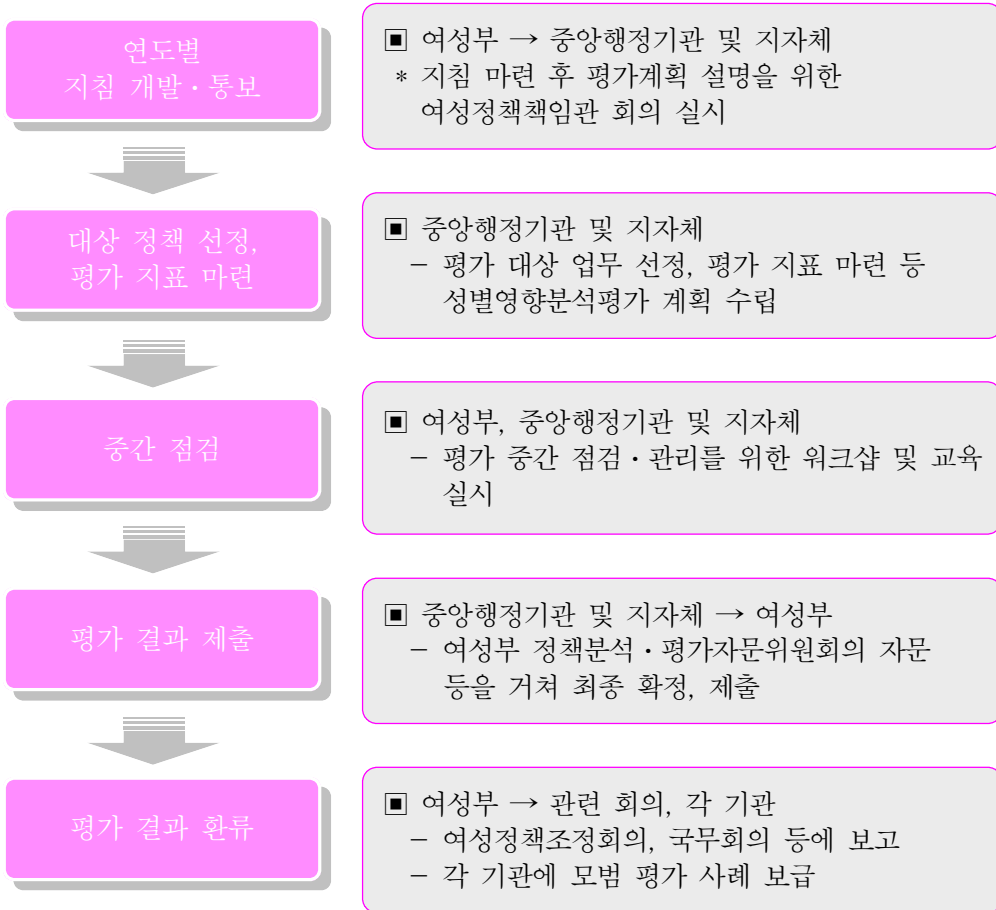 연도별
지침 개발・통보
▣ 여성부 → 중앙행정기관 및 지자체
* 지침 마련 후 평가계획 설명을 위한
여성정책책임관 회의 실시
대상 정책 선정,
평가 지표 마련
▣ 중앙행정기관 및 지자체
- 평가 대상 업무 선정, 평가 지표 마련 등
성별영향분석평가 계획 수립
중간 점검
▣ 여성부, 중앙행정기관 및 지자체
- 평가 중간 점검・관리를 위한 워크샵 및 교육
실시
평가 결과 제출
▣ 중앙행정기관 및 지자체 → 여성부
- 여성부 정책분석・평가자문위원회의 자문
등을 거쳐 최종 확정, 제출
평가 결과 환류
▣ 여성부 → 관련 회의, 각 기관
- 여성정책조정회의, 국무회의 등에 보고
- 각 기관에 모범 평가 사례 보급